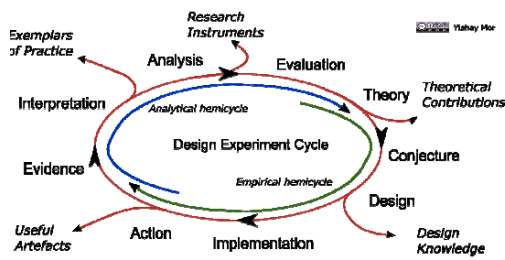 Research
Instruments
Yishay Mor
Exemplars
of Practice
Analysis
Evaluation
Interpretation
Analytical hemicycle
Theory
Theoretical
Contributions
Design Experiment Cycle
Conjecture
Evidence
Empirical hemicycle
Design
Useful
Artefacts
Action
Implementation
Design
Knowledge